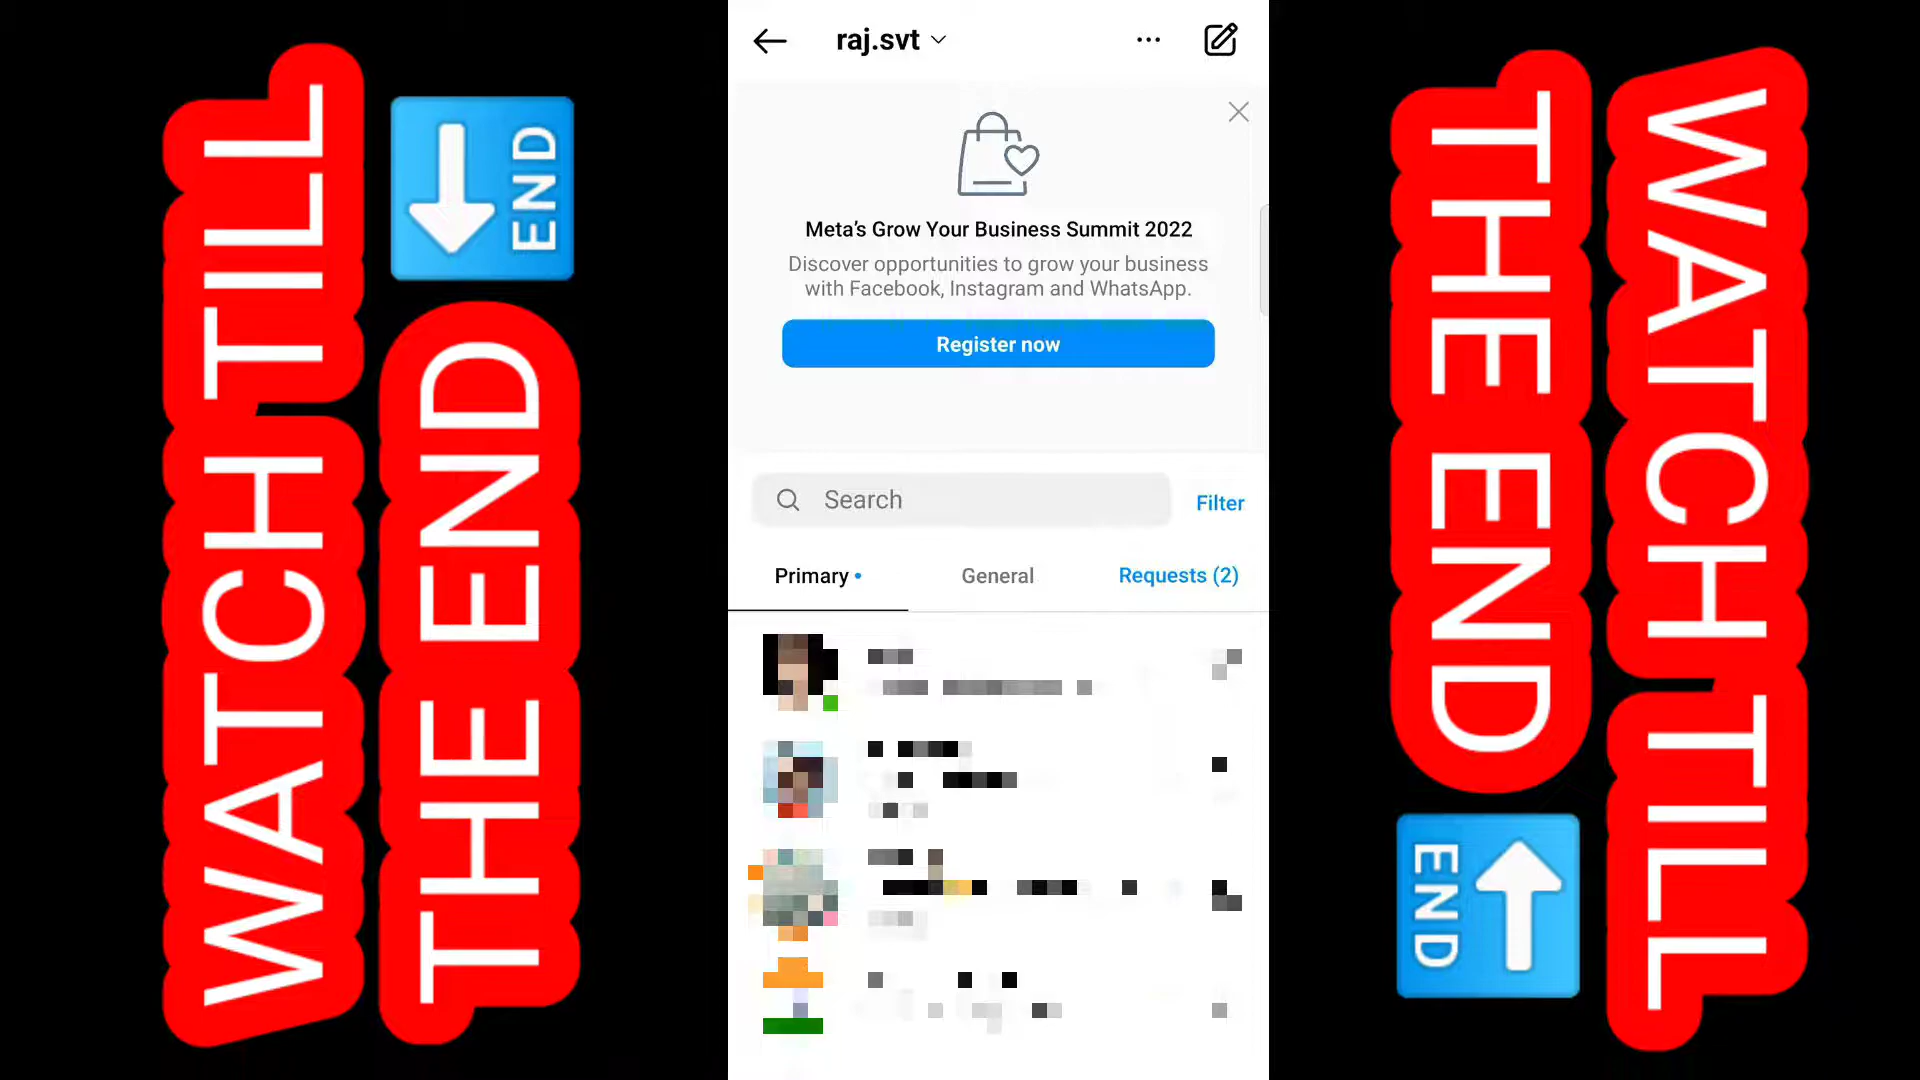 WATCH TILL
THE END
END
raj.svt
Meta's Grow Your Business Summit 2022
Discover opportunities to grow your business
with Facebook, Instagram and WhatsApp.
Register now
Search
Filter
Primary
General
Requests (2)
WATCH TILL
THE END
END